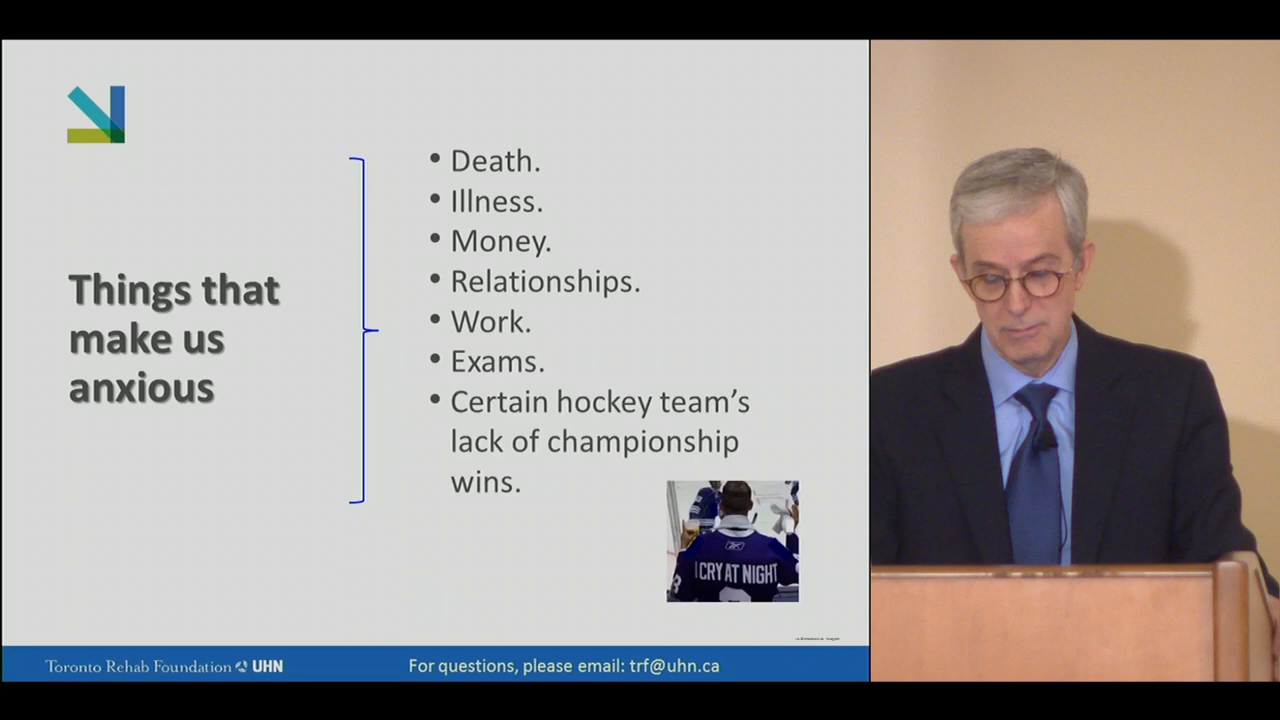 Things that
make us
anxious
• Death.
• Illness.
• Money.
• Relationships.
• Work.
• Exams.
• Certain hockey team’s
lack of championship
wins.
I CRY AT NIGHT
Toronto Rehab Foundation UHN
For questions, please email: trf@uhn.ca